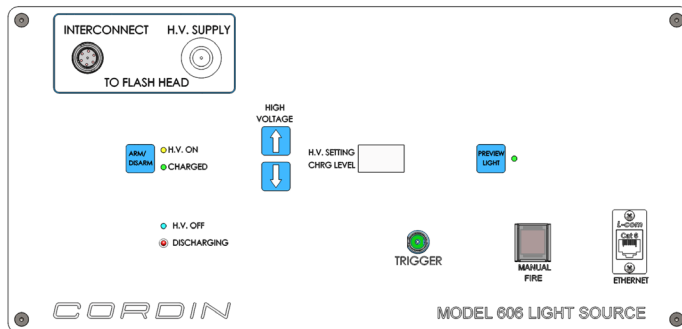 INTERCONNECT
H.V. SUPPLY
TO FLASH HEAD
HIGH
VOLTAGE
ARM/
DISARM
H.V. ON
CHARGED
H.V. SETTING
CHRG LEVEL
PREVIEW
LIGHT
H.V. OFF
DISCHARGING
TRIGGER
MANUAL
FIRE
L-com
Cat 6
ETHERNET
CORDIN
MODEL 606 LIGHT SOURCE